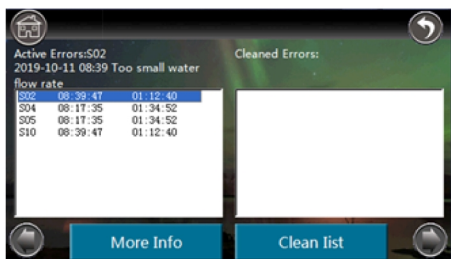 Active Errors:S02
2019-10-11 08:39 Too small water
flow rate
S02 08:39:47 01:12:40
S04 08:17:35 01:34:52
S05 08:17:35 01:34:52
S10 08:39:47 01:12:40
Cleaned Errors:
More Info
Clean Iist